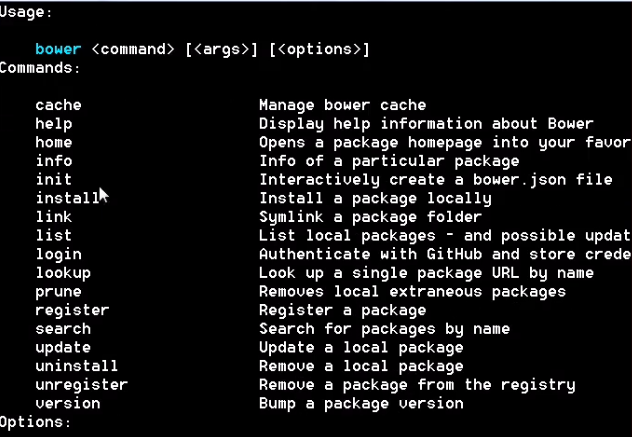 Usage:
bower <command> [<args>] [<options>]
Commands:
cache Manage bower cache
help Display help information about Bower
home Opens a package homepage into your favor
info Info of a particular package
init Interactively create a bower.json file
install Install a package locally
link Symlink a package folder
list List local packages - and possible updat
login Authenticate with GitHub and store crede
lookup Look up a single package URL by name
prune Removes local extraneous packages
register Register a package
search Search for packages by name
update Update a local package
uninstall Remove a local package
unregister Remove a package from the registry
version Bump a package version
Options: